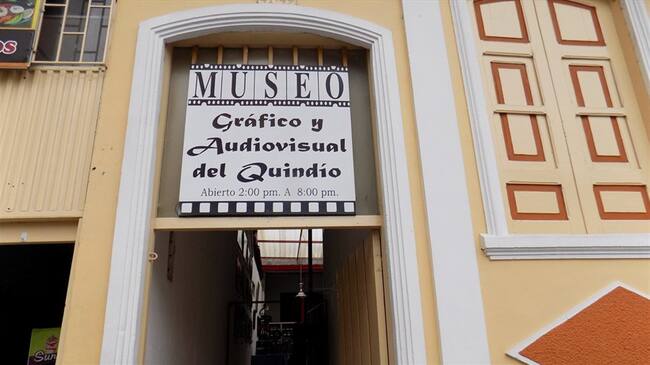 MUSEO
Gráfico y
Audiovisual
del Quindío
Abierto 2:00 pm. A 8:00 pm.